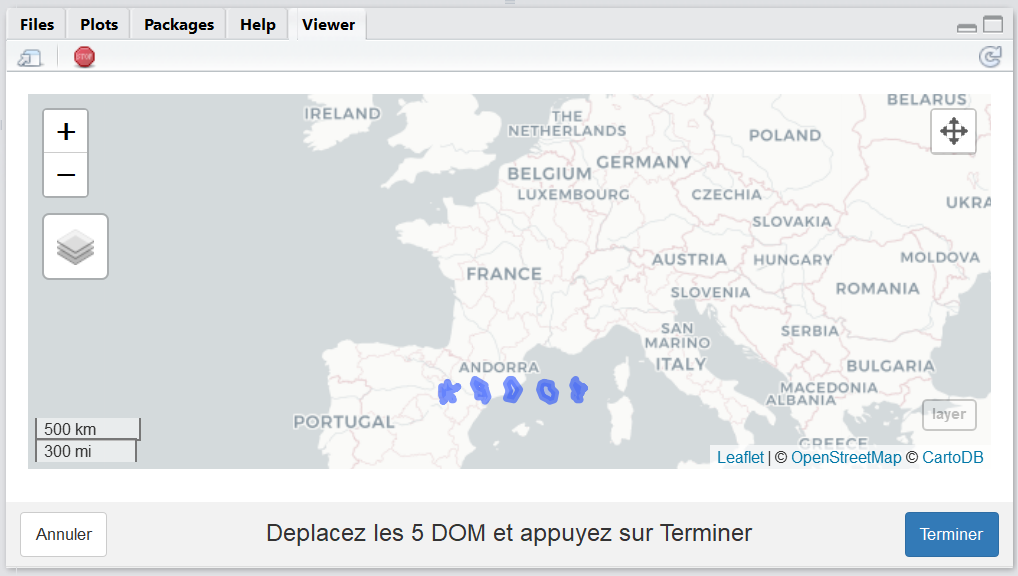 Files Plots Packages Help Viewer
STOP
BELARUS
IRELAND
THE
NETHERLANDS
POLAND
+
GERMANY
BELGIUM
−
LUXEMBOURG
CZECHIA
UKRA
SLOVAKIA
AUSTRIA
HUNGARY
MOLDOVA
FRANCE
ROMANIA
SLOVENIA
SAN
MARINO
SERBIA
ITALY
ANDORRA
BULGARIA
MACEDONIA
ALBANIA
PORTUGAL
layer
500 km
300 mi
GREECE
Leaflet | © OpenStreetMap © CartoDB
Annuler
Deplacez les 5 DOM et appuyez sur Terminer
Terminer